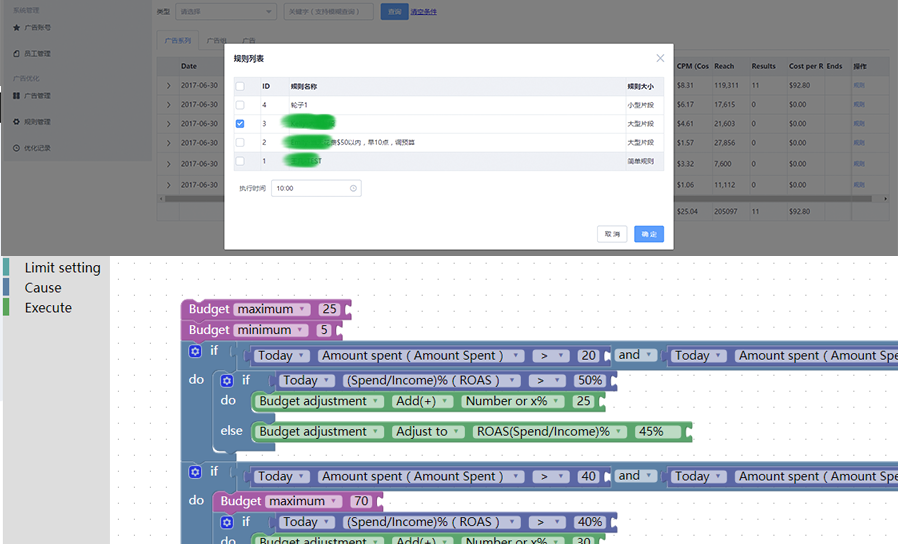 系统管理
类型 请选择 关键字（支持模糊查询） 查询 清空条件
广告账号
员工管理
广告系列 广告组 广告
广告优化
广告管理
规则管理
优化记录
Date CPM (Cos Reach Results Cost per R Ends 操作
2017-06-30 $8.31 119,311 11 $92.80 规则
2017-06-30 $6.17 17,615 0 $0.00 规则
2017-06-30 $4.61 21,603 0 $0.00 规则
2017-06-30 $1.57 27,856 0 $0.00 规则
2017-06-30 $3.32 7,600 0 $0.00 规则
2017-06-30 $1.06 11,112 0 $0.00 规则
$25.04 205097 11 $92.80
规则列表
ID 规则名称 规则大小
4 轮子1 小型片段
3 大型片段
2 $50以内，带10点，调预算 大型片段
1 EST 简单规则
执行时间 10:00
取 消 确 定
Limit setting
Cause
Execute
Budget maximum 25
Budget minimum 5
if Today Amount spent ( Amount Spent ) > 20 and Today Amount spent ( Amount Spe
do if Today (Spend/Income)% ( ROAS ) > 50%
do Budget adjustment Add(+) Number or x% 25
else Budget adjustment Adjust to ROAS(Spend/Income)% 45%
if Today Amount spent ( Amount Spent ) > 40 and Today Amount spent ( Amount Spe
do Budget maximum 70
if Today (Spend/Income)% ( ROAS ) > 40%
do Budget adjustment Add(+) Number or x% 30